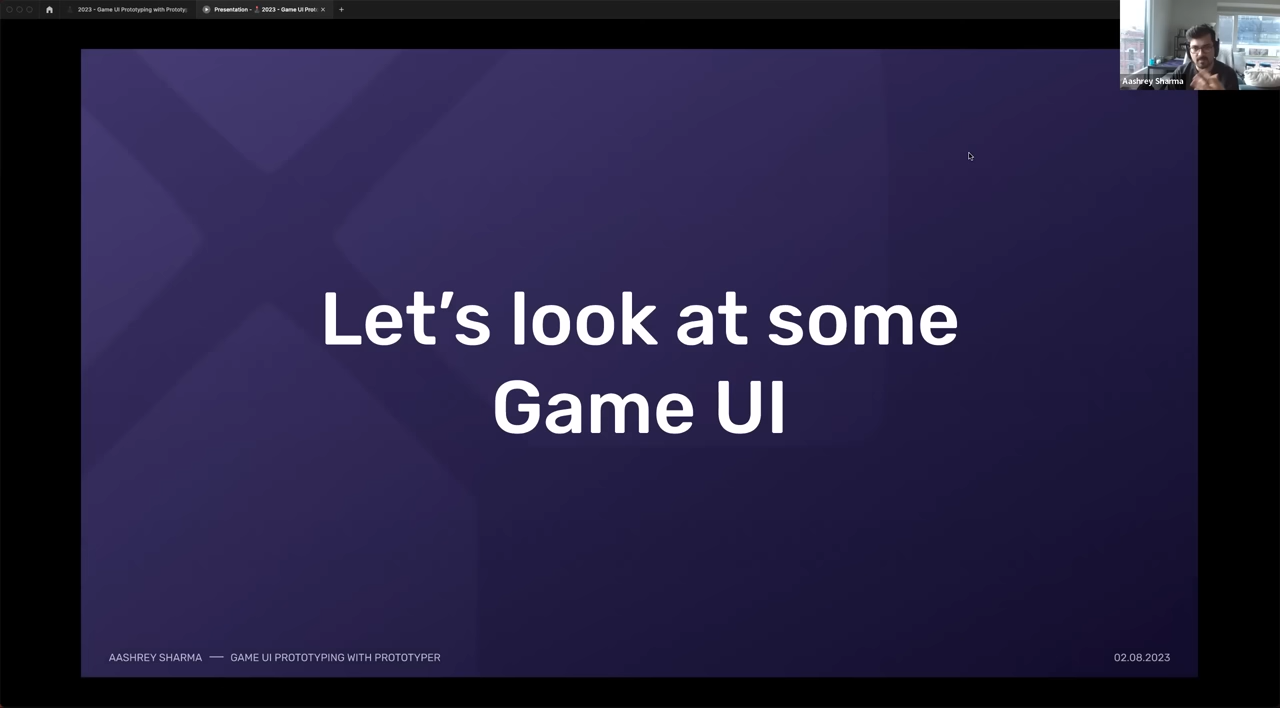 2023 - Game UI Prototyping with Prototy
Presentation - 2023 - Game UI Prot
Aashrey Sharma
Let’s look at some
Game UI
AASHREY SHARMA — GAME UI PROTOTYPING WITH PROTOTYPER
02.08.2023